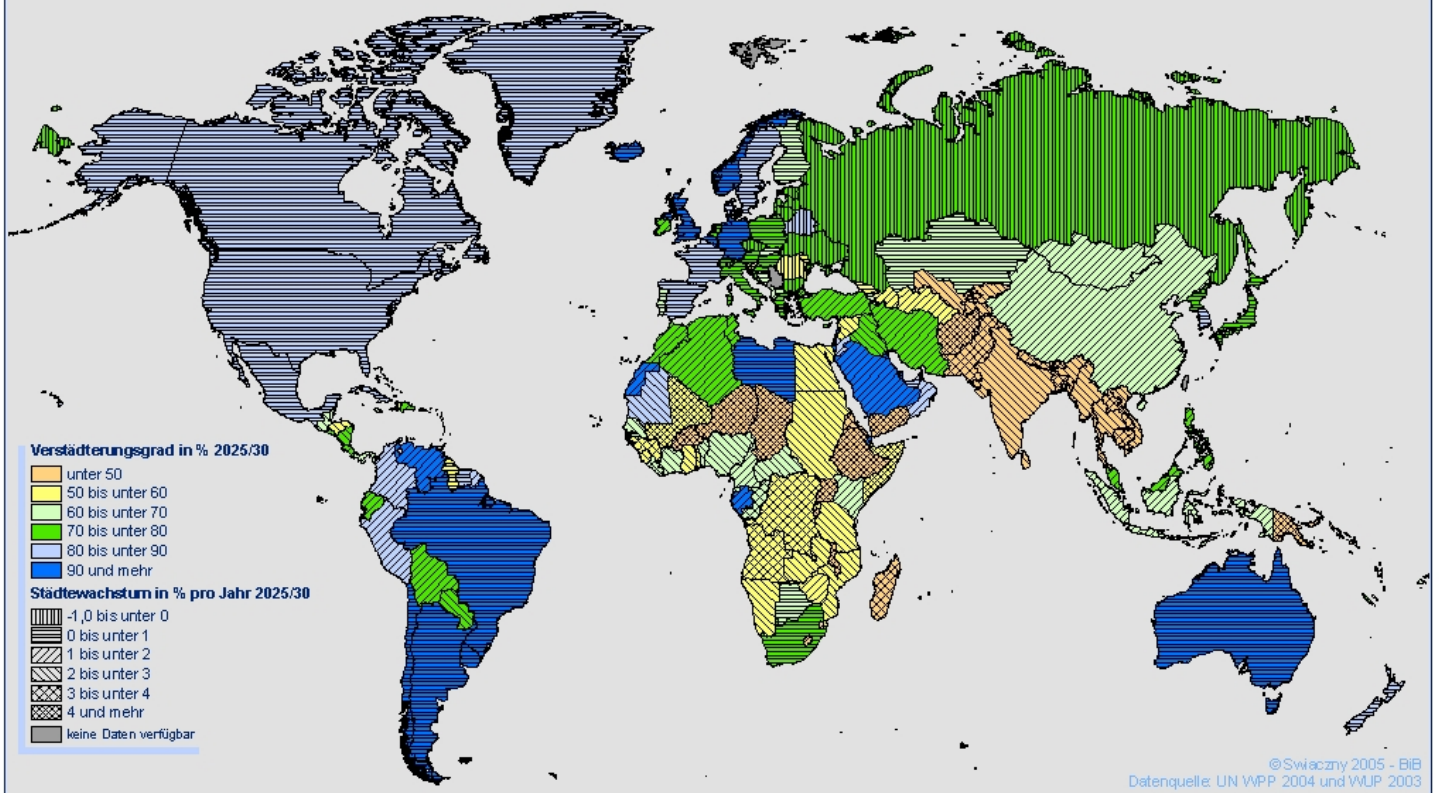 Verstädterungsgrad in % 2025/30
unter 50
50 bis unter 60
60 bis unter 70
70 bis unter 80
80 bis unter 90
90 und mehr
Städtewachstum in % pro Jahr 2025/30
-1,0 bis unter 0
0 bis unter 1
1 bis unter 2
2 bis unter 3
3 bis unter 4
4 und mehr
keine Daten verfügbar
©Swiaczny 2005 - BiB
Datenquelle: UN WPP 2004 und WUP 2003